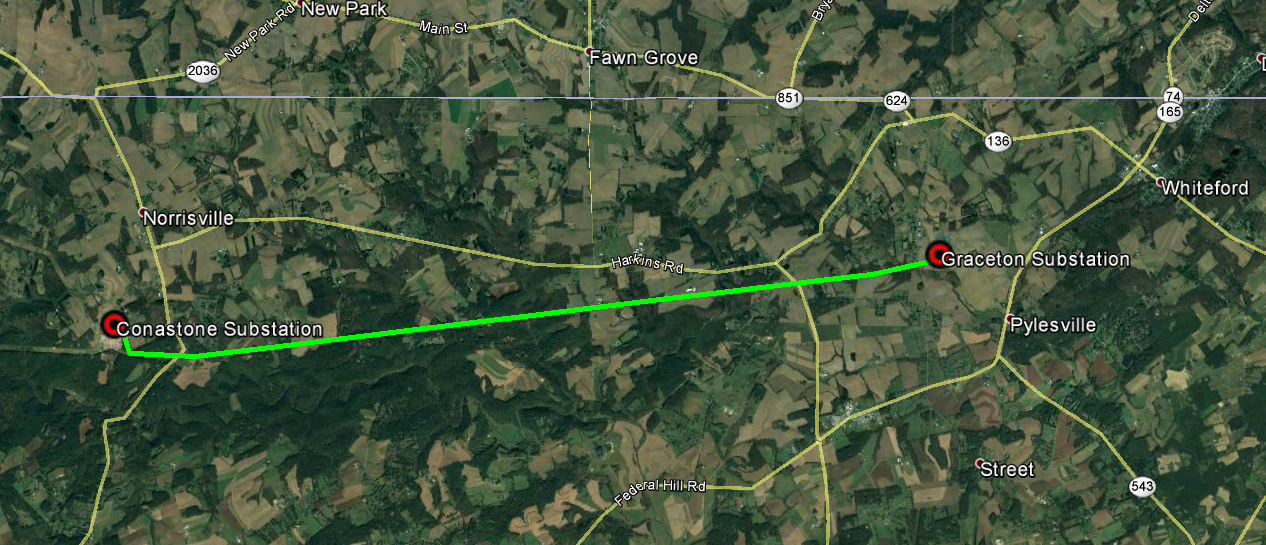 New Park
Main St
New Park Rd
2036
Fawn Grove
851
624
74
165
136
Whiteford
Norrisville
Harkins Rd
Graceton Substation
Conastone Substation
Pylesville
Street
Federal Hill Rd
543